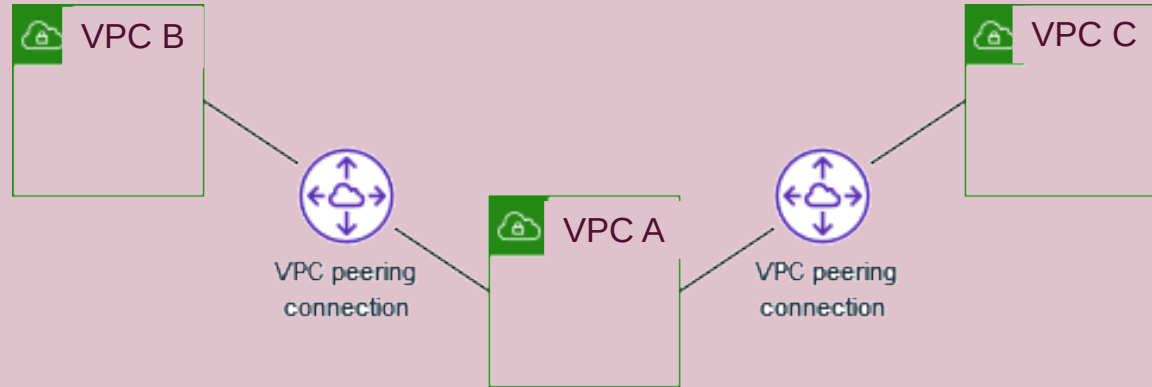 VPC B
VPC C
VPC A
VPC peering
connection
VPC peering
connection